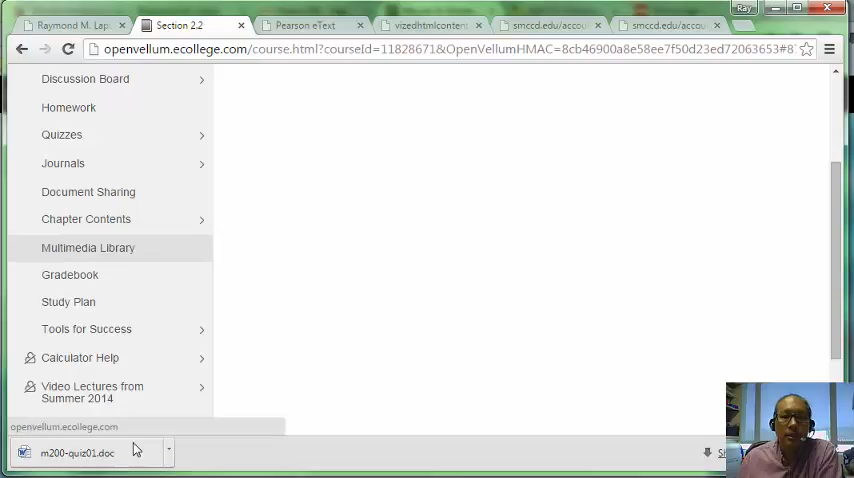 Ray
Raymond M. Lap
Section 2.2
Pearson eText
vizedhtmlconten
smccd.edu/accou
smccd.edu/accou
openvellum.ecollege.com/course.html?courseId=11828671&OpenVellumHMAC=8cb46900a8e58ee7f50d23ed72063653#8
Discussion Board
Homework
Quizzes
Journals
Document Sharing
Chapter Contents
Multimedia Library
Gradebook
Study Plan
Tools for Success
Calculator Help
Video Lectures from
Summer 2014
openvellum.ecollege.com
m200-quiz01.doc